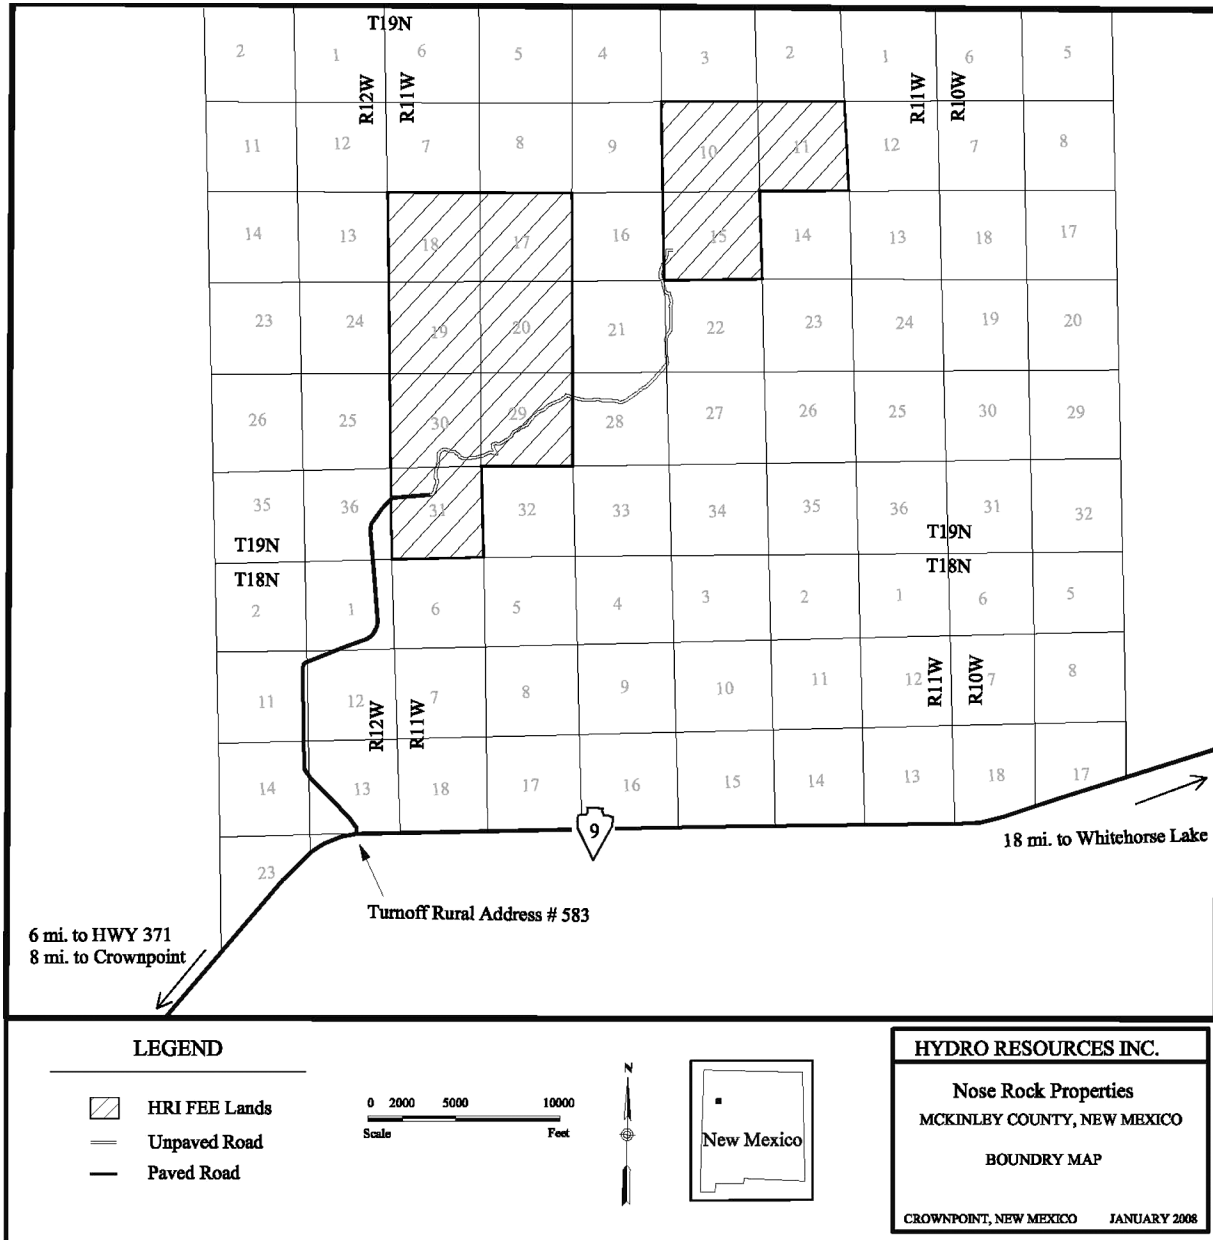 T19N
2 1 6 5 4 3 2 1 6 5
R12W R11W R11W R10W
11 12 7 8 9 10 11 12 7 8
14 13 18 17 16 15 14 13 18 17
23 24 19 20 21 22 23 24 19 20
26 25 30 29 28 27 26 25 30 29
35 36 31 32 33 34 35 36 31 32
T19N T19N
T18N T18N
2 1 6 5 4 3 2 1 6 5
11 12 7 8 9 10 11 12 7 8
R12W R11W R11W R10W
14 13 18 17 16 15 14 13 18 17
9
18 mi. to Whitehorse Lake
23
Turnoff Rural Address # 583
6 mi. to HWY 371
8 mi. to Crownpoint
LEGEND
HRI FEE Lands
Unpaved Road
Paved Road
0 2000 5000 10000
Scale Feet
N
New Mexico
HYDRO RESOURCES INC.
Nose Rock Properties
MCKINLEY COUNTY, NEW MEXICO
BOUNDRY MAP
CROWNPOINT, NEW MEXICO JANUARY 2008